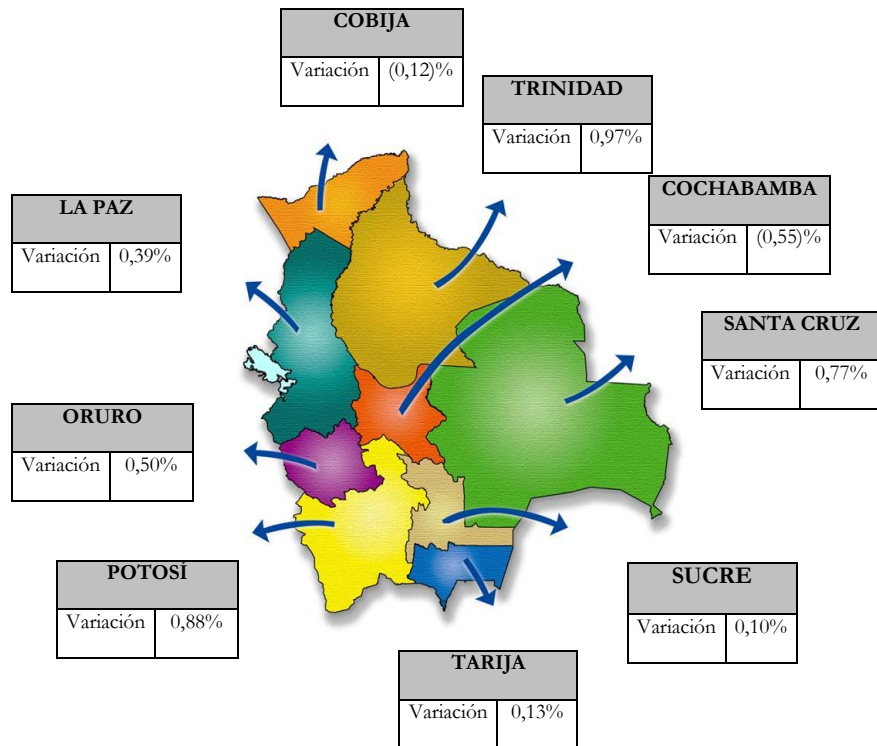 COBIJA
Variación (0,12)%
TRINIDAD
Variación 0,97%
COCHABAMBA
Variación (0,55)%
LA PAZ
Variación 0,39%
SANTA CRUZ
Variación 0,77%
ORURO
Variación 0,50%
POTOSÍ
Variación 0,88%
SUCRE
Variación 0,10%
TARIJA
Variación 0,13%